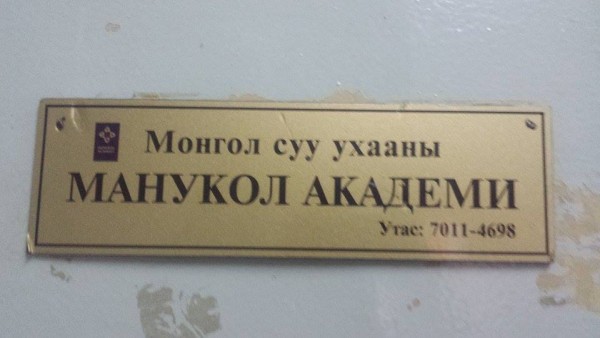 Монгол суу ухааны
МАНУКОЛ АКАДЕМИ
Утас: 7011-4698